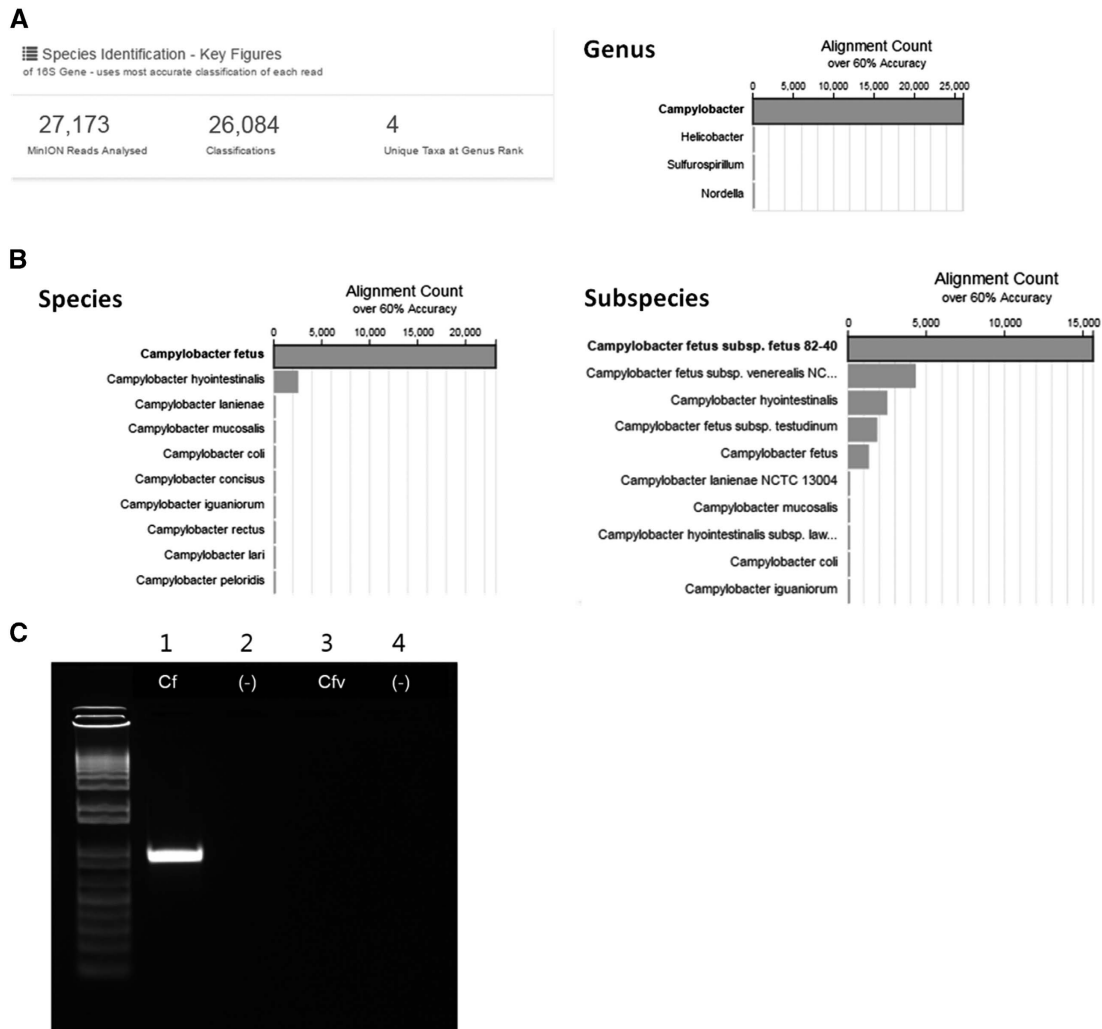 A
Species Identification - Key Figures
of 16S Gene - uses most accurate classification of each read
27,173
26,084
4
MinION Reads Analysed
Classifications
Unique Taxa at Genus Rank
Genus
Alignment Count
over 60% Accuracy
0 5,000 10,000 15,000 20,000 25,000
Campylobacter
Helicobacter
Sulfurospirillum
Nordella
B
Species
Alignment Count
over 60% Accuracy
0 5,000 10,000 15,000 20,000
Campylobacter fetus
Campylobacter hyointestinalis
Campylobacter lanienae
Campylobacter mucosalis
Campylobacter coli
Campylobacter concisus
Campylobacter iguaniorum
Campylobacter rectus
Campylobacter lari
Campylobacter peloridis
Subspecies
Alignment Count
over 60% Accuracy
0 5,000 10,000 15,000
Campylobacter fetus subsp. fetus 82-40
Campylobacter fetus subsp. venerealis NC...
Campylobacter hyointestinalis
Campylobacter fetus subsp. testudinum
Campylobacter fetus
Campylobacter lanienae NCTC 13004
Campylobacter mucosalis
Campylobacter hyointestinalis subsp. law...
Campylobacter coli
Campylobacter iguaniorum
C
1 2 3 4
Cf (-) Cfv (-)